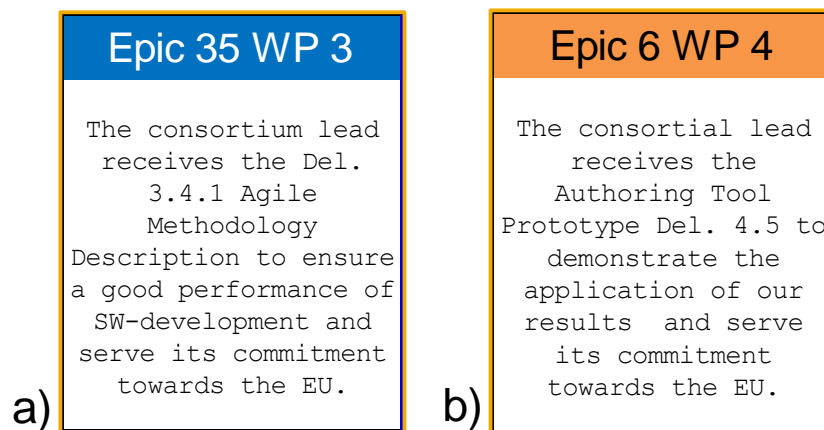 Epic 35 WP 3
The consortium lead
receives the Del.
3.4.1 Agile
Methodology
Description to ensure
a good performance of
SW-development and
serve its commitment
towards the EU.
a)
Epic 6 WP 4
The consortial lead
receives the
Authoring Tool
Prototype Del. 4.5 to
demonstrate the
application of our
results  and serve
its commitment
towards the EU.
b)